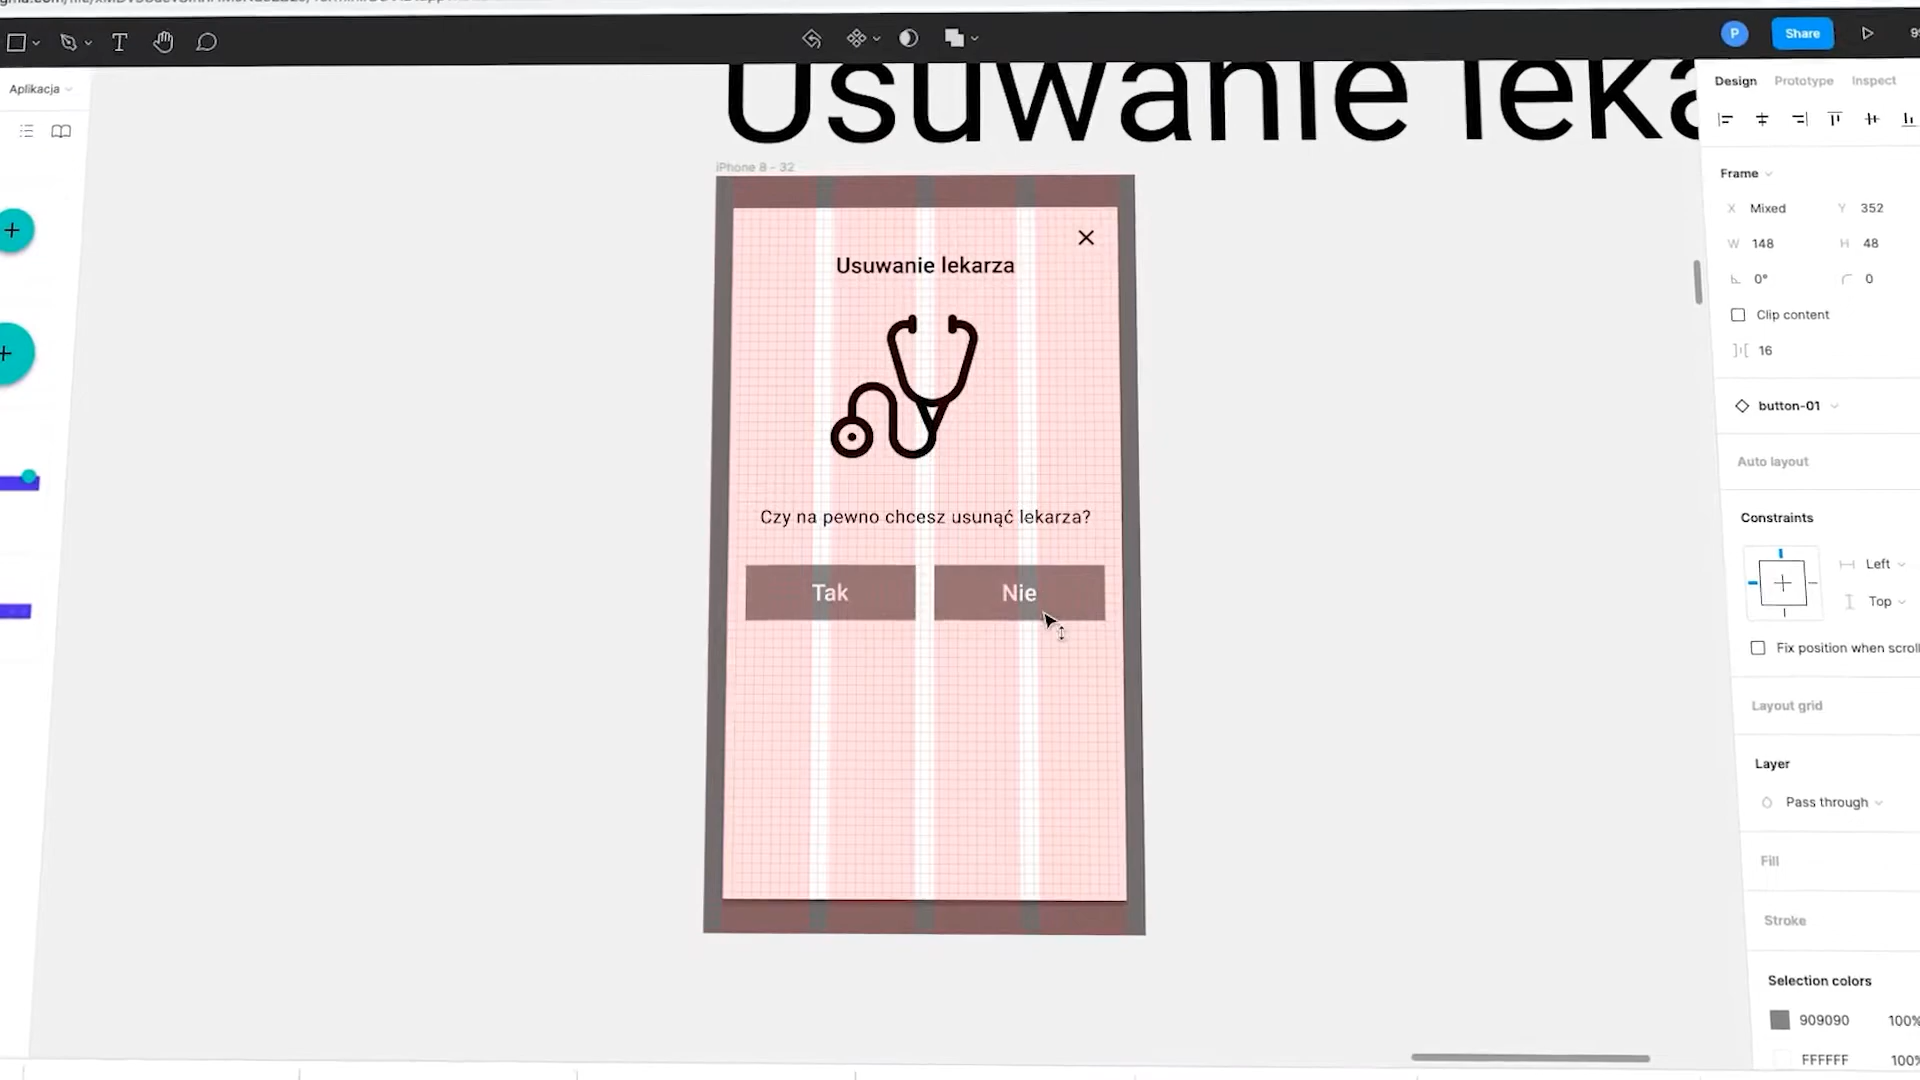 Share
Aplikacja
Design Prototype Inspect
Usuwanie leka
iPhone 8 - 32
Frame
X Mixed Y 352
W 148 H 48
0° 0
Clip content
16
Usuwanie lekarza
button-01
Auto layout
Czy na pewno chcesz usunąć lekarza?
Constraints
Left
Tak Nie
Top
Fix position when scroll
Layout grid
Layer
Pass through
Fill
Stroke
Selection colors
909090 100%
FFFFFF 100%
P